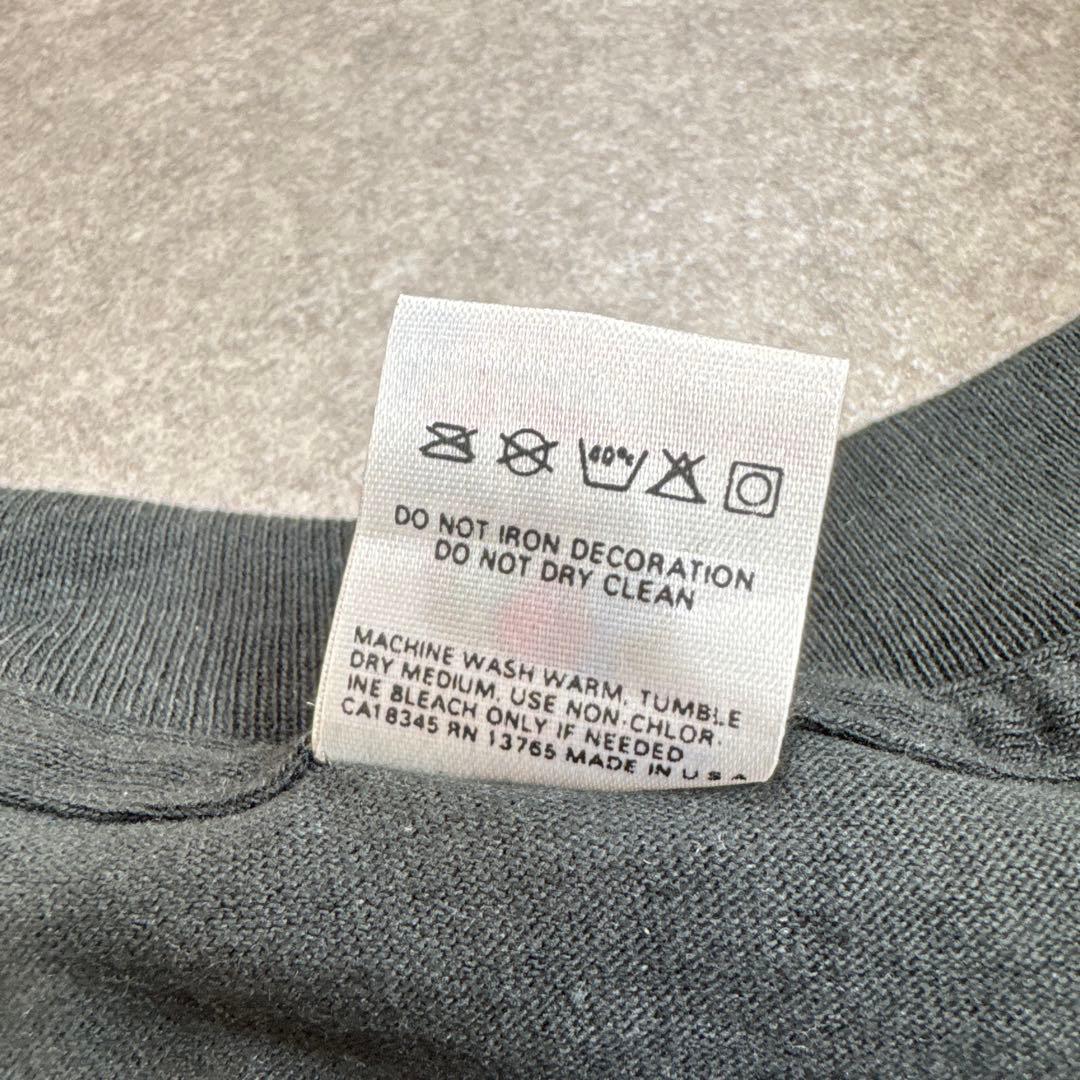 40°c
DO NOT IRON DECORATION
DO NOT DRY CLEAN
MACHINE WASH WARM, TUMBLE
DRY MEDIUM, USE NON-CHLOR-
INE BLEACH ONLY IF NEEDED
CA18345 RN 13765 MADE IN U S A